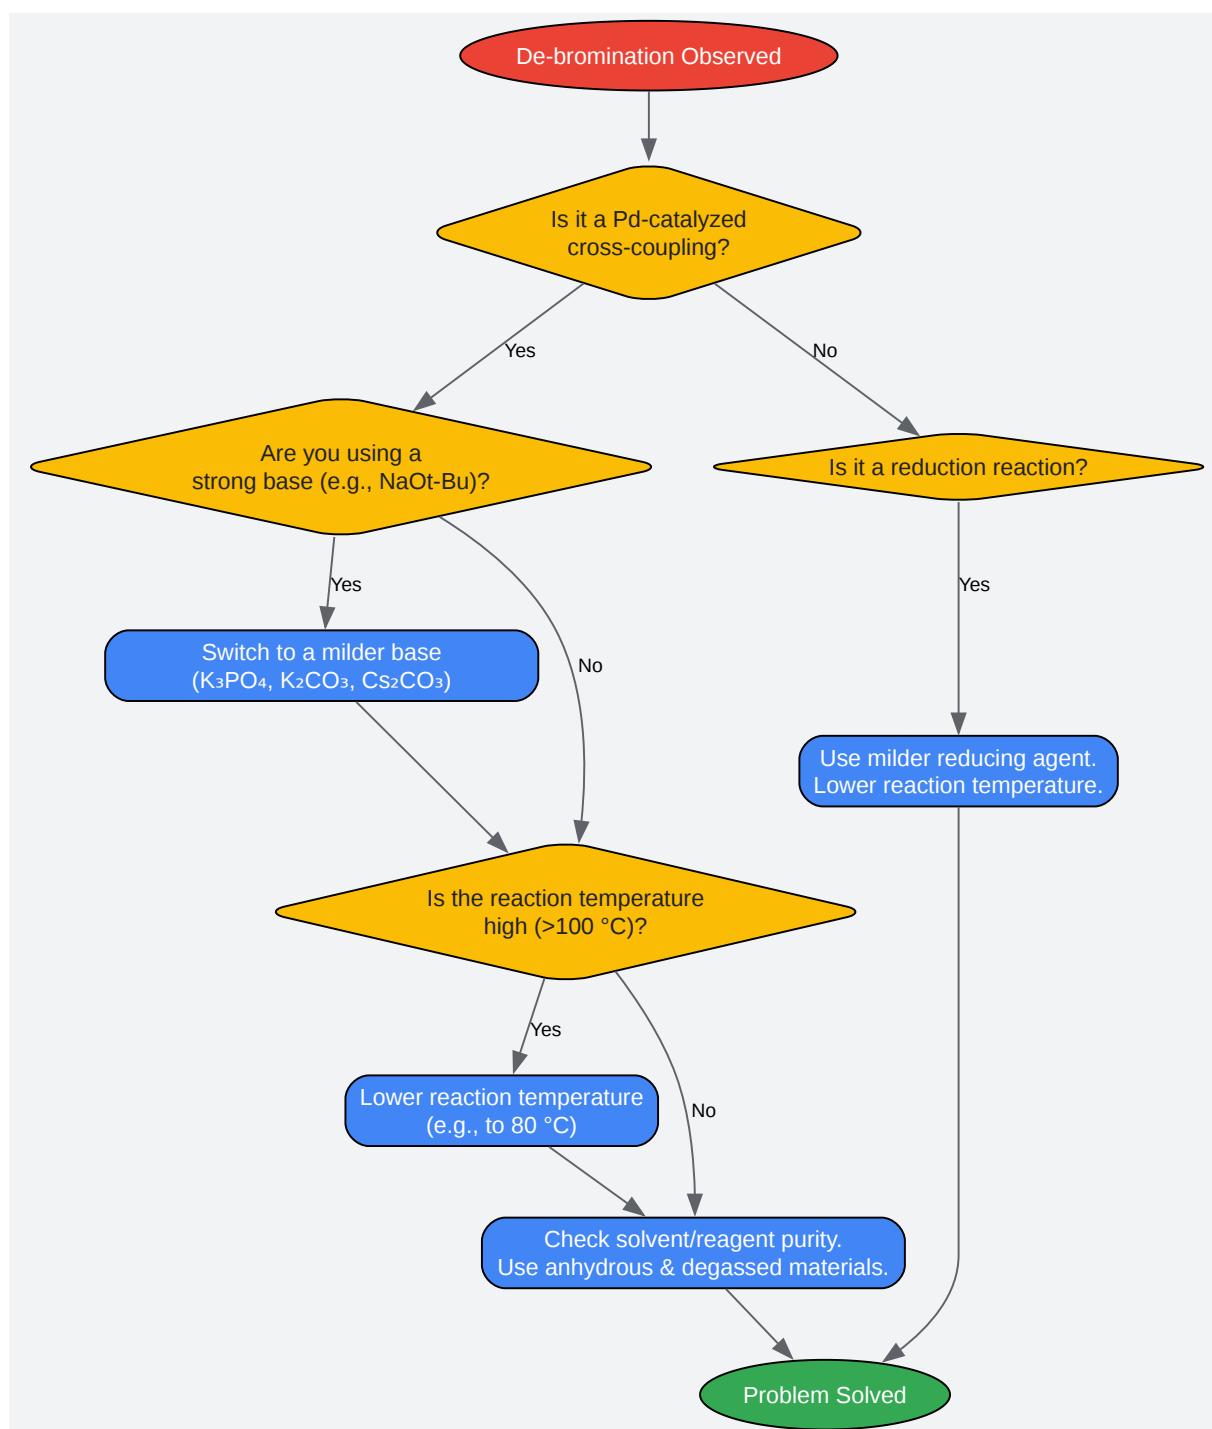 De-bromination Observed
Is it a Pd-catalyzed
cross-coupling?
Yes
No
Are you using a
strong base (e.g., NaOt-Bu)?
Is it a reduction reaction?
Yes
Yes
Switch to a milder base
(K₃PO₄, K₂CO₃, Cs₂CO₃)
No
Use milder reducing agent.
Lower reaction temperature.
Is the reaction temperature
high (>100 °C)?
Yes
Lower reaction temperature
(e.g., to 80 °C)
No
Check solvent/reagent purity.
Use anhydrous & degassed materials.
Problem Solved